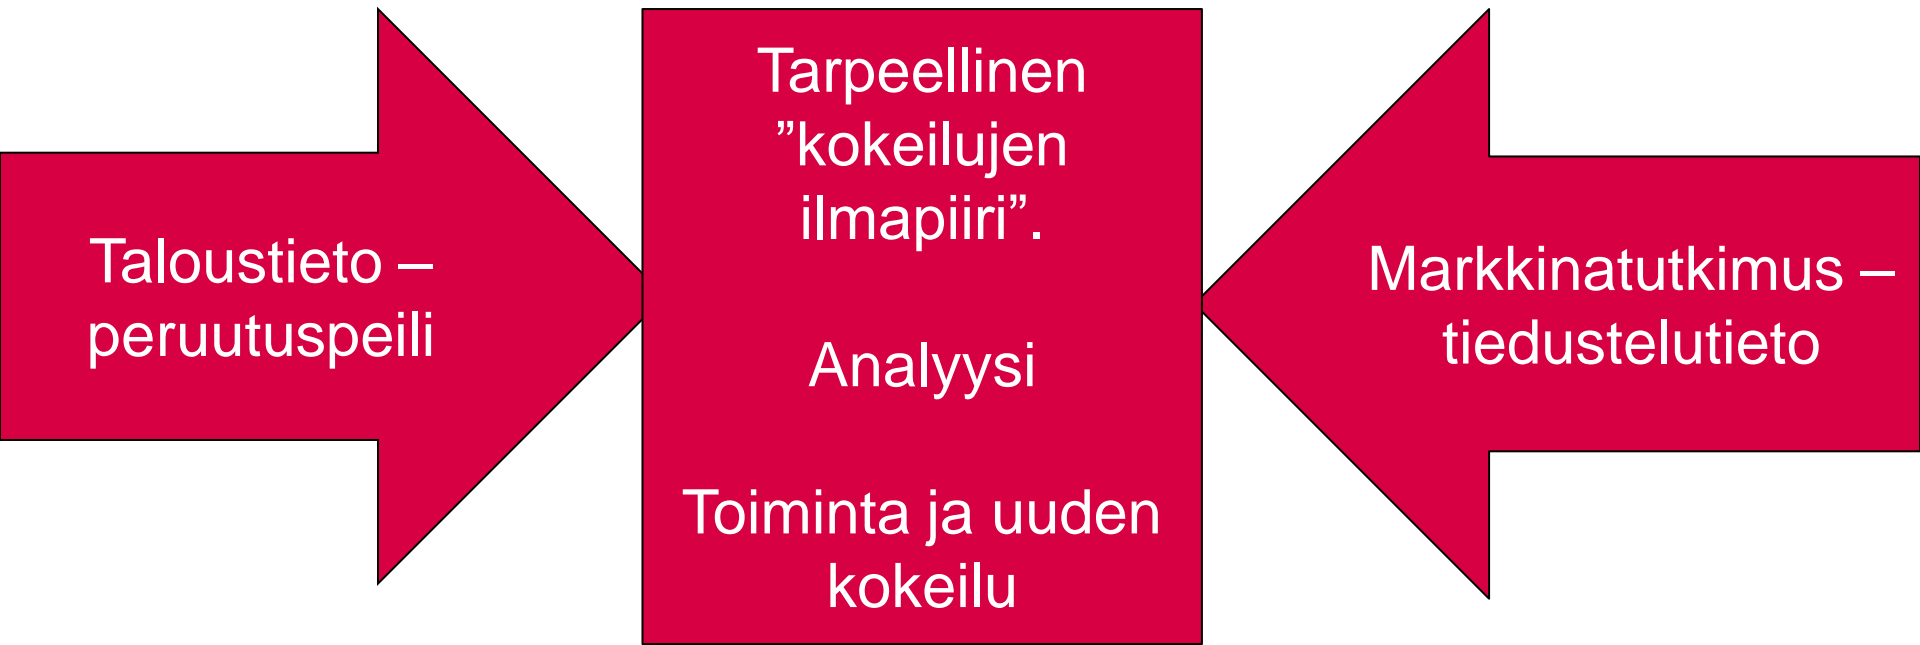 Taloustieto –
peruutuspeili
Tarpeellinen
”kokeilujen
ilmapiiri”.
Analyysi
Toiminta ja uuden
kokeilu
Markkinatutkimus –
tiedustelutieto